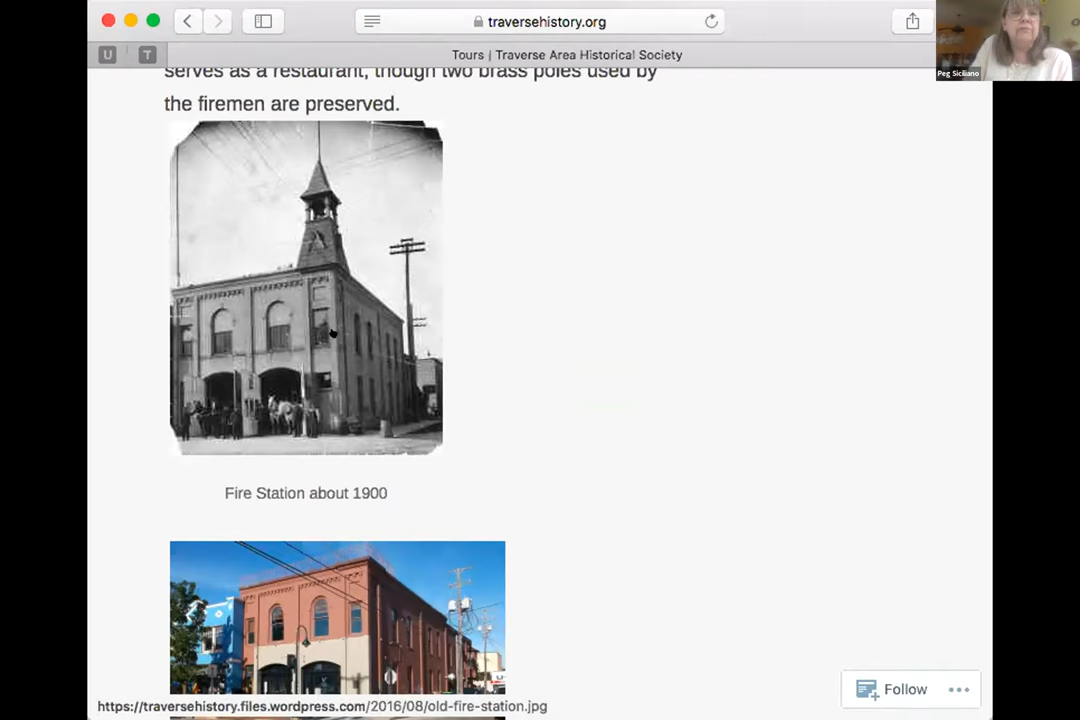 traversehistory.org
U
T
Tours | Traverse Area Historical Society
Peg Siciliano
serves as a restaurant, though two brass poles used by
the firemen are preserved.
Fire Station about 1900
Follow
https://traversehistory.files.wordpress.com/2016/08/old-fire-station.jpg